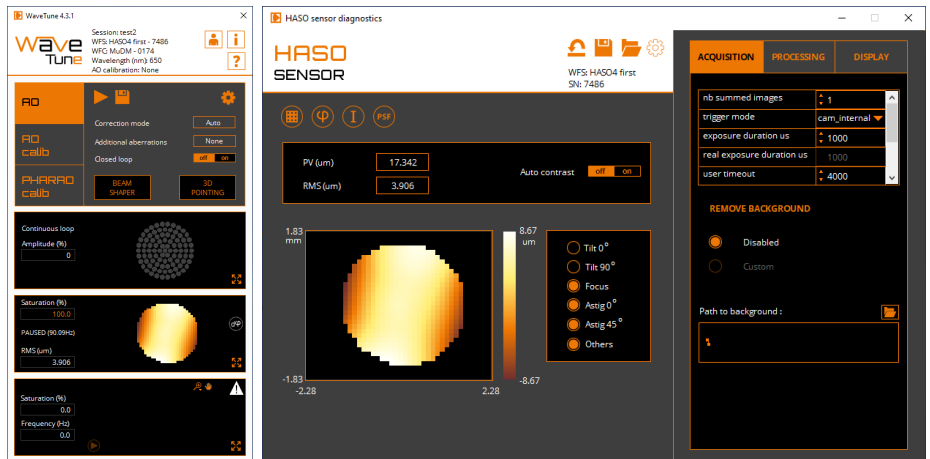 WaveTune 4.3.1
Wave
Tune
Session: test2
WFS: HASO4 first - 7486
WFC: MuDM - 0174
Wavelength (nm): 650
AO calibration: None
i
?
AO
AO
calib
PHARAO
calib
Correction mode
Auto
Additional aberrations
None
Closed loop
off on
BEAM
SHAPER
3D
POINTING
Continuous loop
Amplitude (%)
0
Saturation (%)
100.0
PAUSED (90.09Hz)
RMS (um)
3.906
Saturation (%)
0.0
Frequency (Hz)
0.0
HASO sensor diagnostics
HASO
SENSOR
WFS: HASO4 first
SN: 7486
φ
I
PSF
PV (um)
17.342
RMS (um)
3.906
Auto contrast
off on
1.83
mm
-1.83
-2.28
2.28
8.67
um
-8.67
Tilt 0°
Tilt 90°
Focus
Astig 0°
Astig 45°
Others
ACQUISITION
PROCESSING
DISPLAY
nb summed images
1
trigger mode
cam_internal
exposure duration us
1000
real exposure duration us
1000
user timeout
4000
REMOVE BACKGROUND
Disabled
Custom
Path to background :